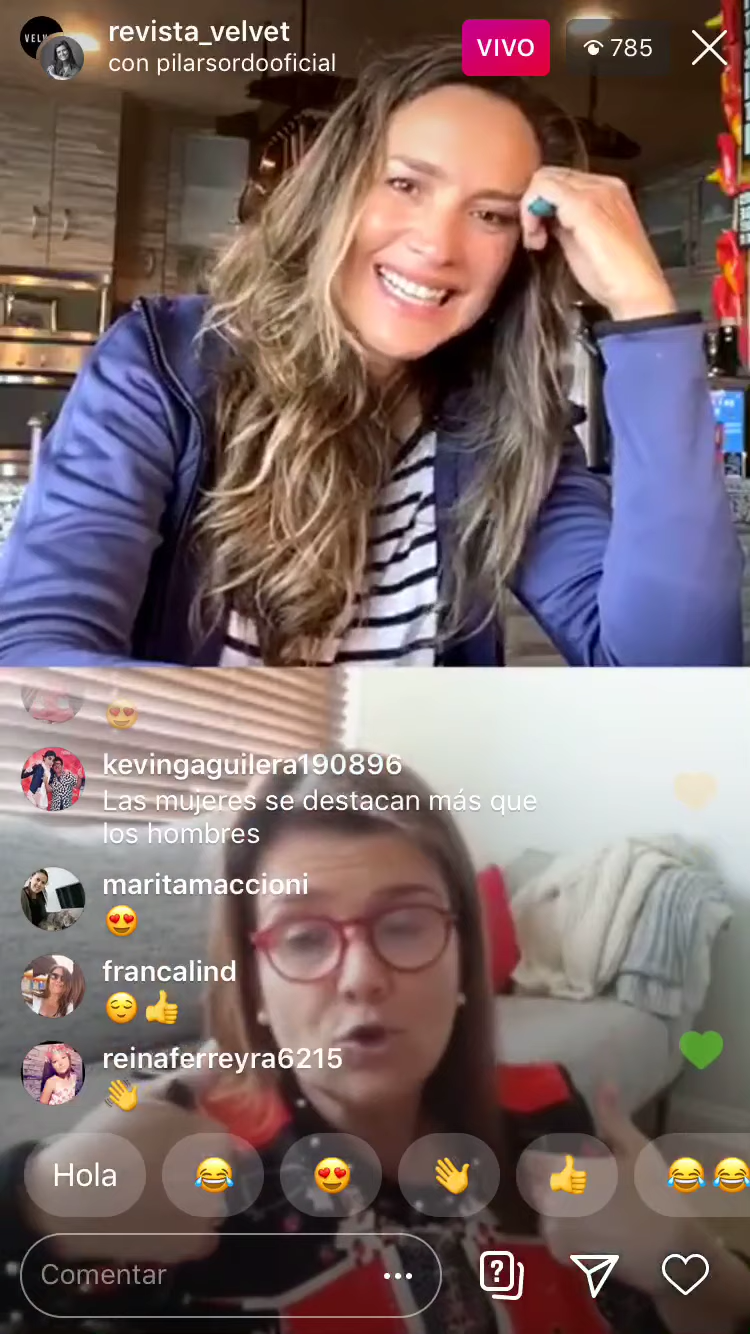 VELV
revista_velvet
con pilarsordooficial
VIVO
785
kevingaguilera190896
Las mujeres se destacan más que
los hombres
maritamaccioni
francalind
reinaferreyra6215
Hola
Comentar